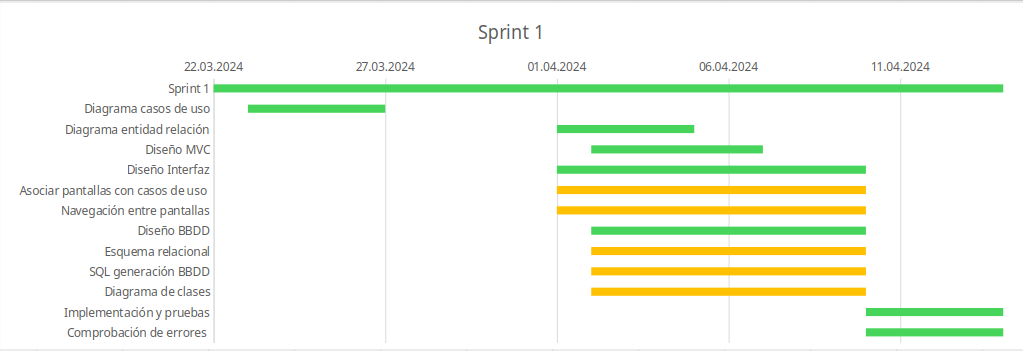 Sprint 1
22.03.2024 27.03.2024 01.04.2024 06.04.2024 11.04.2024
Sprint 1
Diagrama casos de uso
Diagrama entidad relación
Diseño MVC
Diseño Interfaz
Asociar pantallas con casos de uso
Navegación entre pantallas
Diseño BBDD
Esquema relacional
SQL generación BBDD
Diagrama de clases
Implementación y pruebas
Comprobación de errores